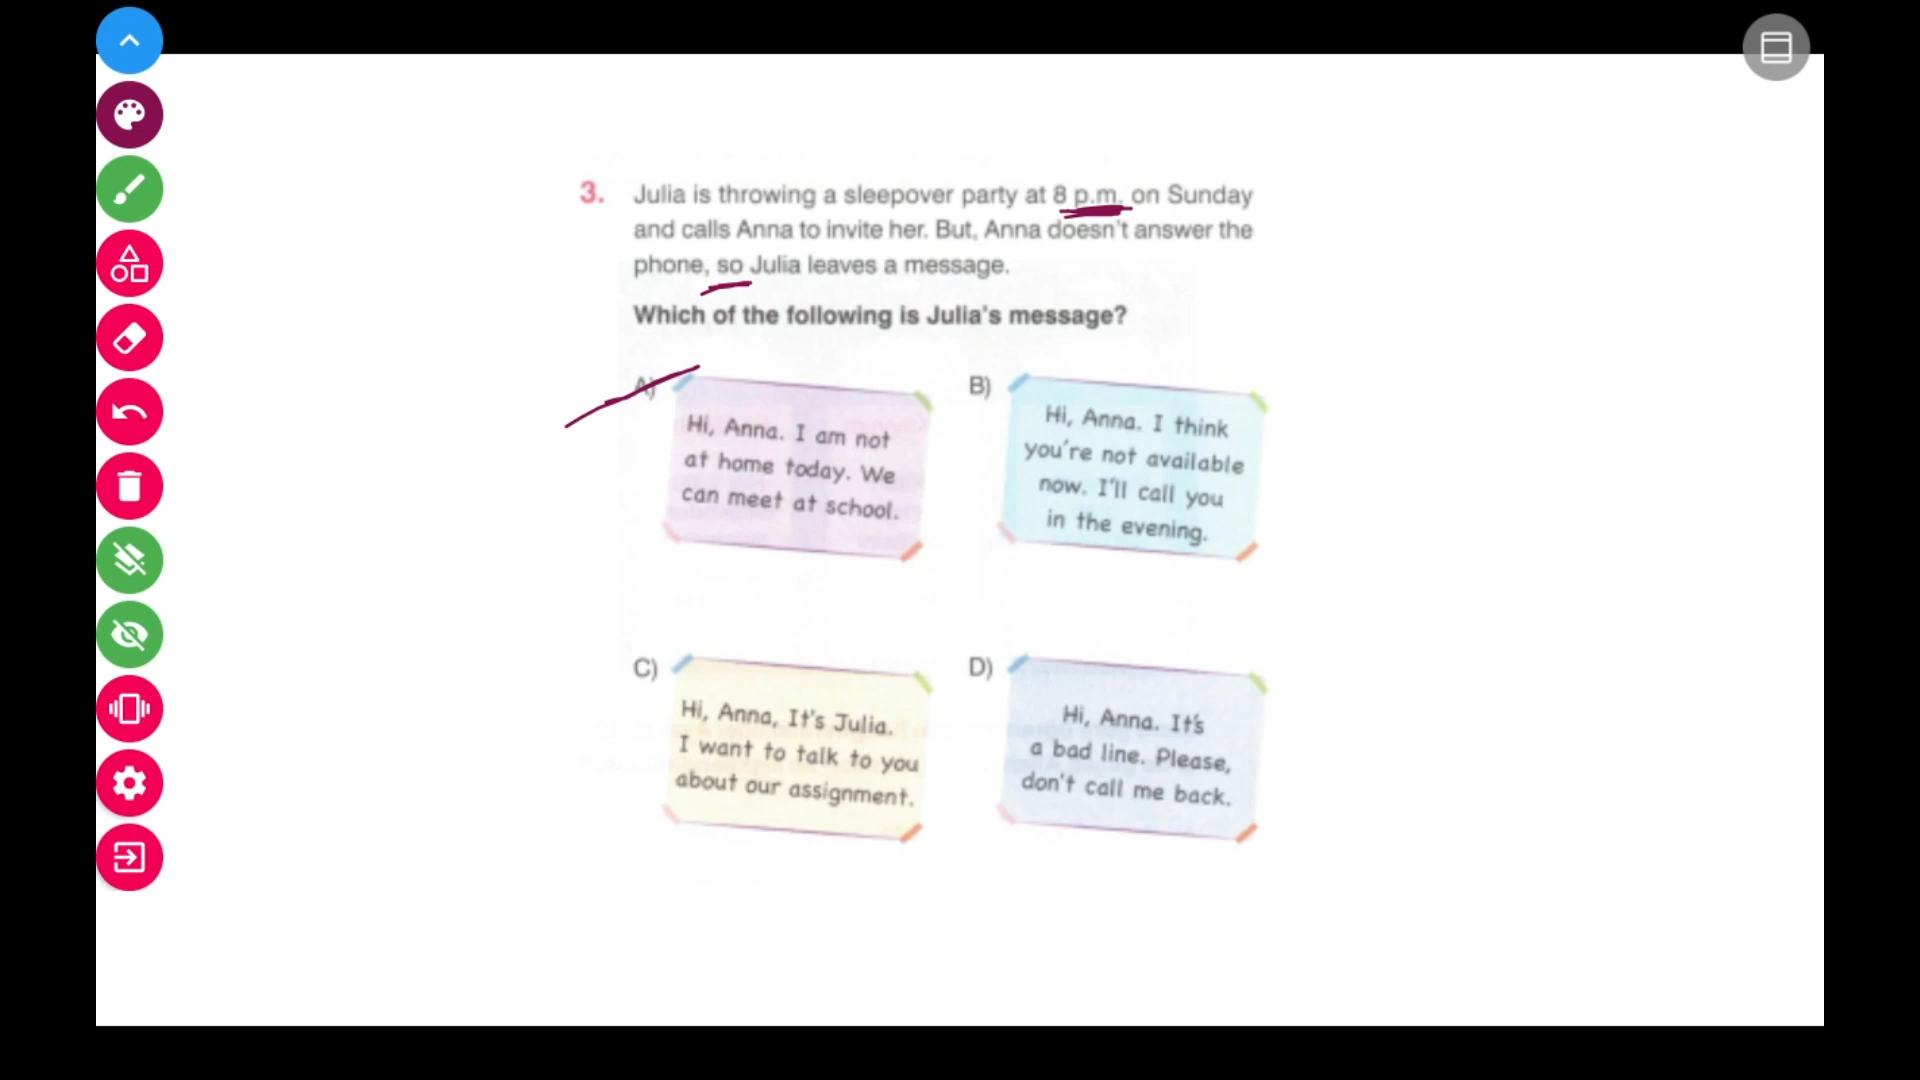 3. Julia is throwing a sleepover party at 8 p.m. on Sunday
and calls Anna to invite her. But, Anna doesn't answer the
phone, so Julia leaves a message.
Which of the following is Julia's message?
A)
Hi, Anna. I am not
at home today. We
can meet at school.
B)
Hi, Anna. I think
you're not available
now. I'll call you
in the evening.
C)
Hi, Anna, It's Julia.
I want to talk to you
about our assignment.
D)
Hi, Anna. It's
a bad line. Please,
don't call me back.